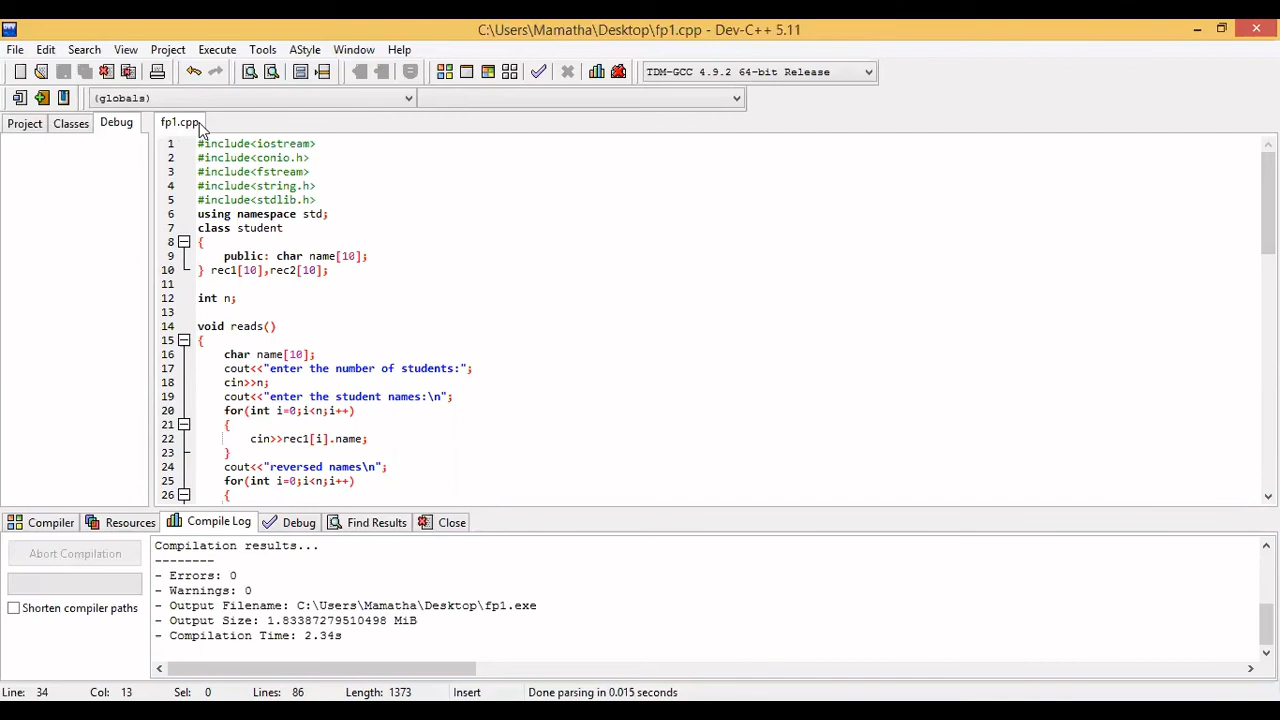 C:\Users\Mamatha\Desktop\fp1.cpp - Dev-C++ 5.11
File Edit Search View Project Execute Tools AStyle Window Help
TDM-GCC 4.9.2 64-bit Release
(globals)
Project Classes Debug fp1.cpp
1 #include<iostream>
2 #include<conio.h>
3 #include<fstream>
4 #include<string.h>
5 #include<stdlib.h>
6 using namespace std;
7 class student
8 {
9 public: char name[10];
10 } rec1[10],rec2[10];
11
12 int n;
13
14 void reads()
15 {
16 char name[10];
17 cout<<"enter the number of students:";
18 cin>>n;
19 cout<<"enter the student names:\n";
20 for(int i=0;i<n;i++)
21 {
22 cin>>rec1[i].name;
23 }
24 cout<<"reversed names\n";
25 for(int i=0;i<n;i++)
26 {
Compiler Resources Compile Log Debug Find Results Close
Abort Compilation
Shorten compiler paths
Compilation results...
--------
- Errors: 0
- Warnings: 0
- Output Filename: C:\Users\Mamatha\Desktop\fp1.exe
- Output Size: 1.83387279510498 MiB
- Compilation Time: 2.34s
Line: 34 Col: 13 Sel: 0 Lines: 86 Length: 1373 Insert Done parsing in 0.015 seconds